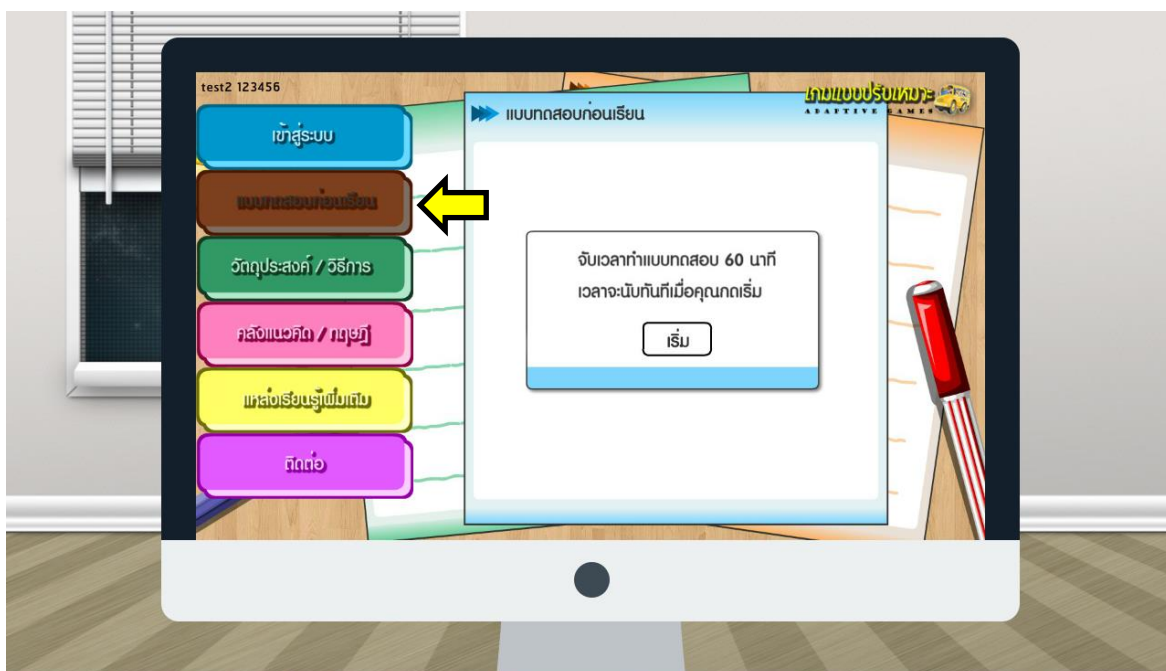 test2 123456
เกมแบบปรับเหมาะ
ADAPTIVE GAMES
เข้าสู่ระบบ
แบบทดสอบก่อนเรียน
วัตถุประสงค์ / วิธีการ
คลังแนวคิด / ทฤษฎี
แหล่งเรียนรู้เพิ่มเติม
ติดต่อ
แบบทดสอบก่อนเรียน
จับเวลาทำแบบทดสอบ 60 นาที
เวลาจะนับทันทีเมื่อคุณกดเริ่ม
เริ่ม